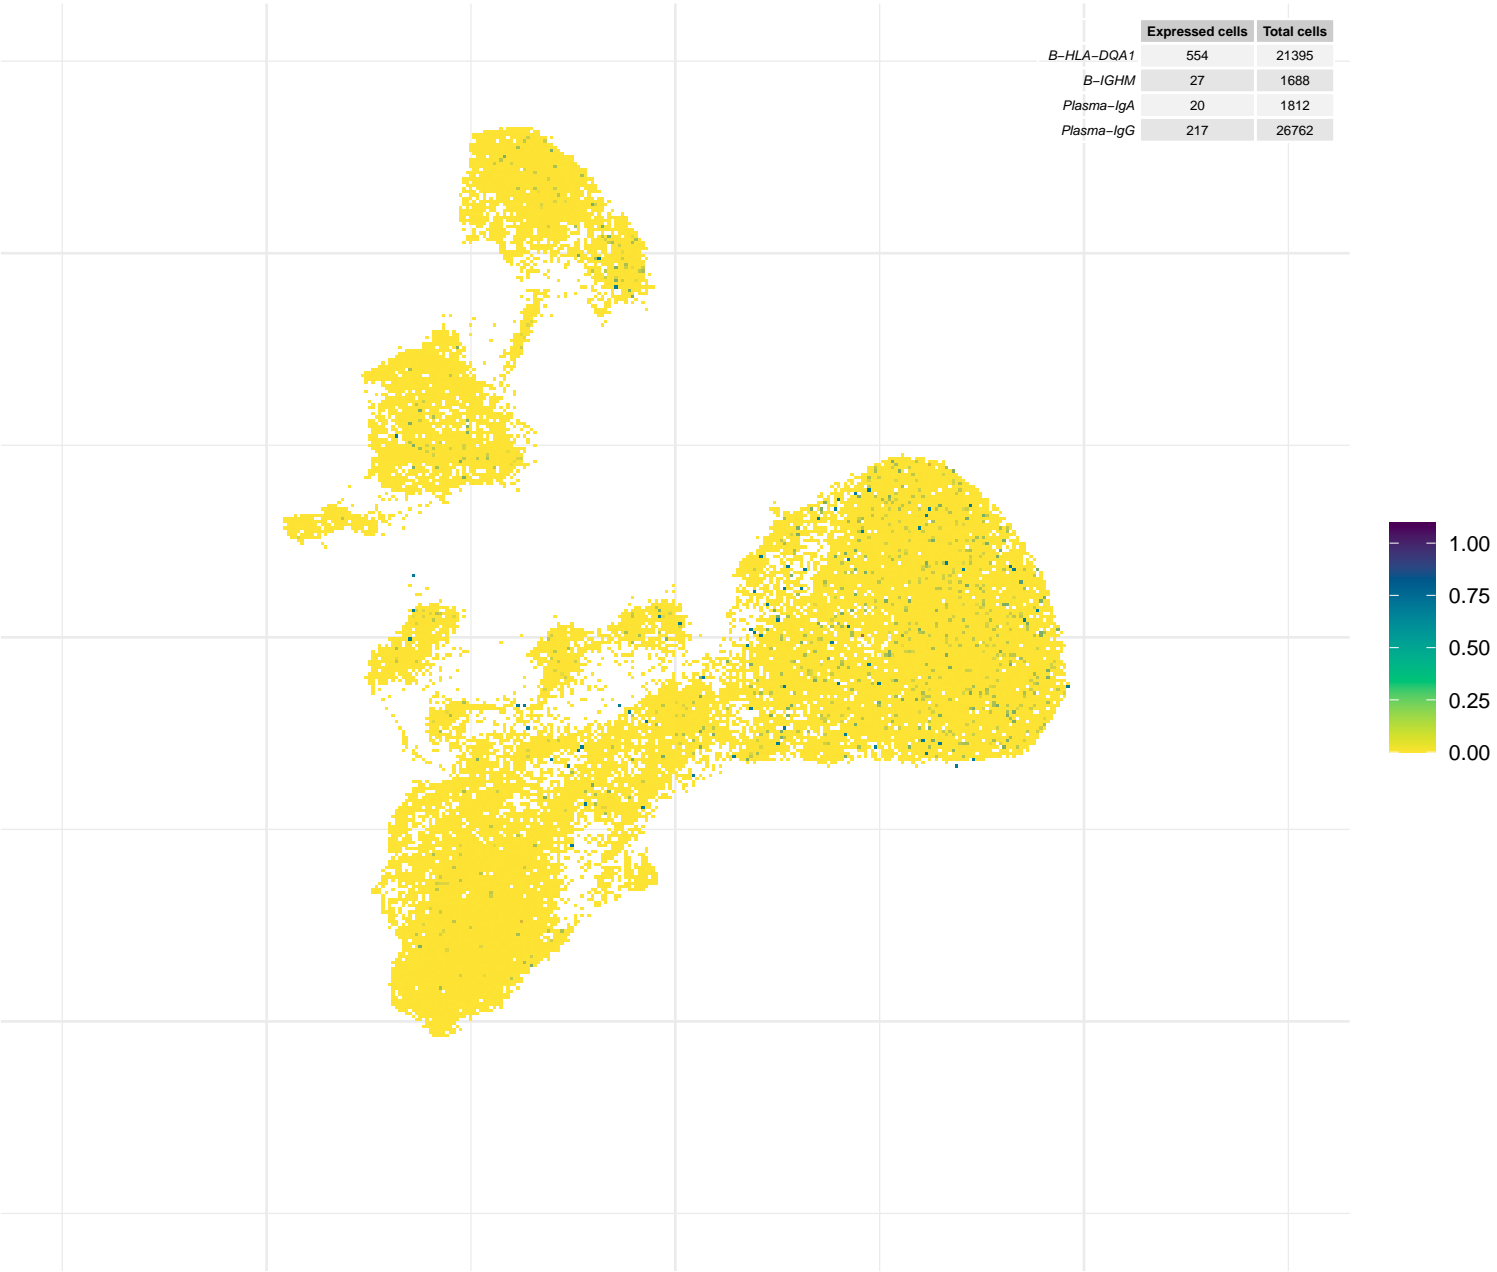 Expressed cells Total cells
B−HLA−DQA1 554 21395
B−IGHM 27 1688
Plasma−IgA 20 1812
Plasma−IgG 217 26762
1.00
0.75
0.50
0.25
0.00